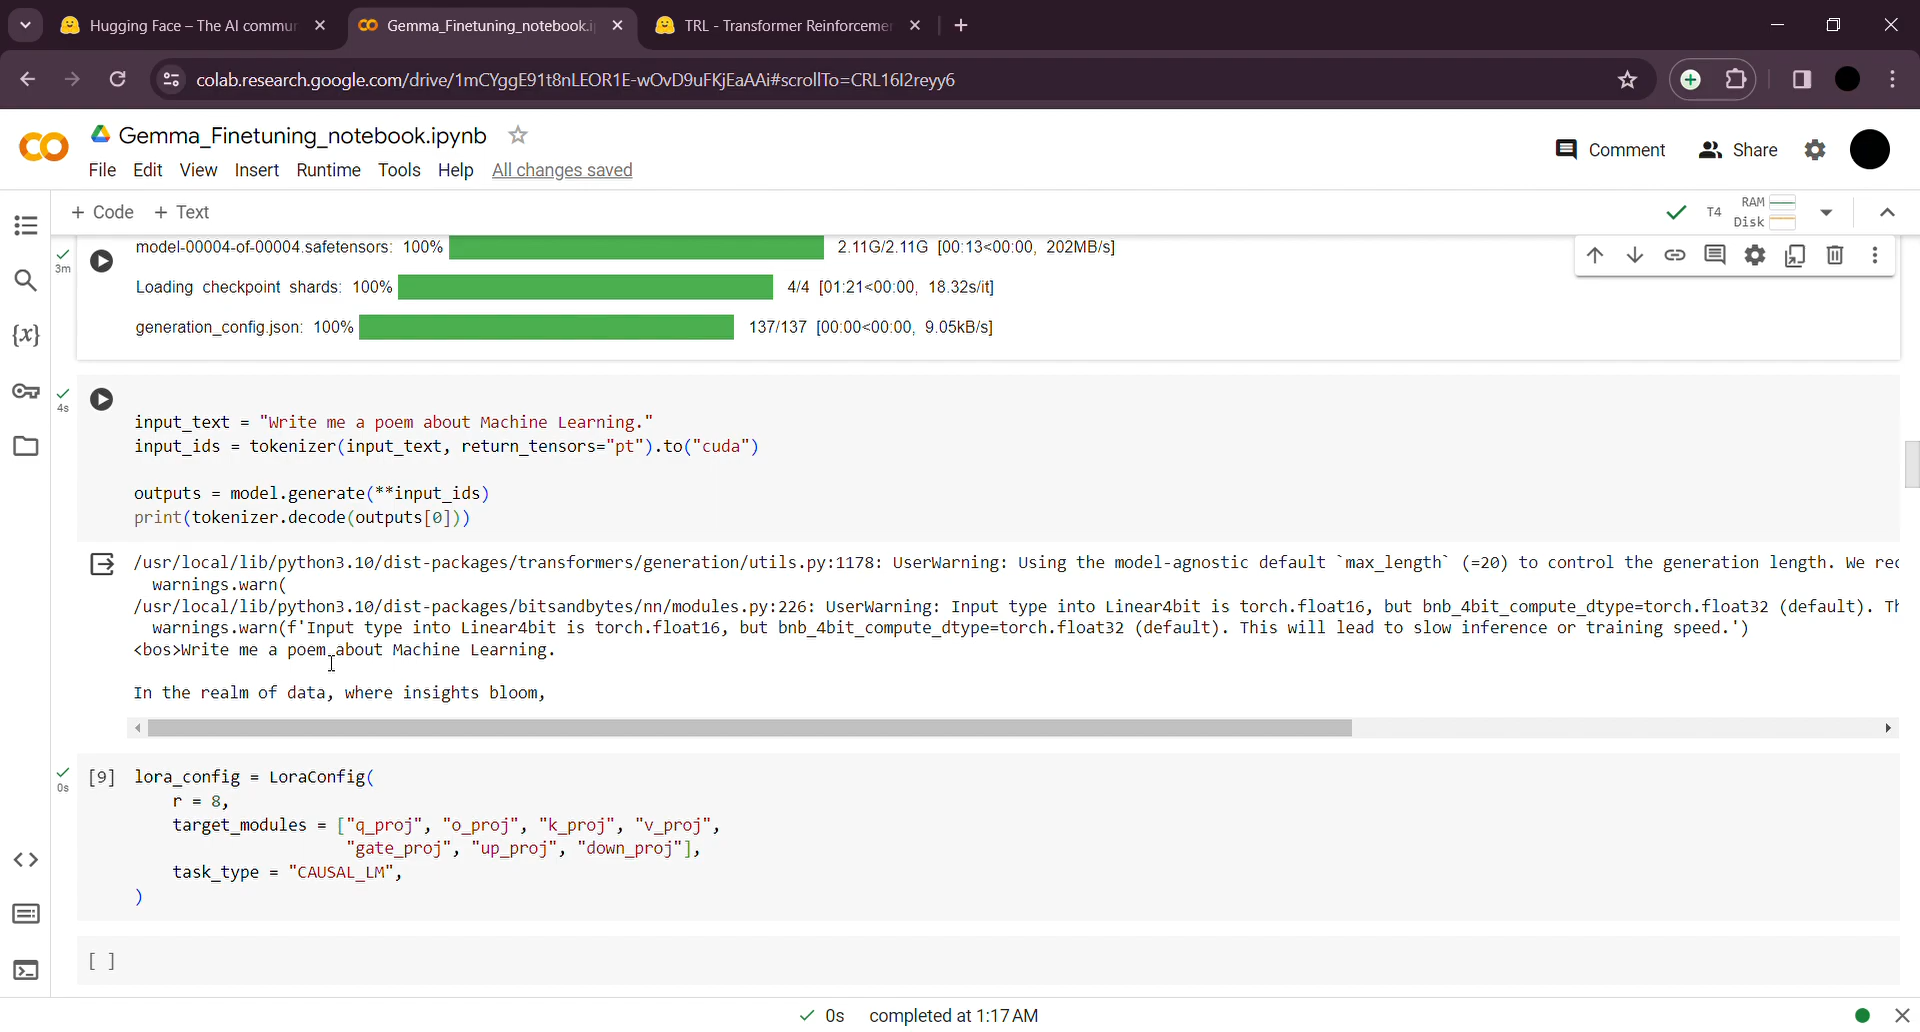 Hugging Face – The AI commun
Gemma_Finetuning_notebook.i
TRL - Transformer Reinforcemer
colab.research.google.com/drive/1mCYggE91t8nLEOR1E-wOvD9uFKjEaAAi#scrollTo=CRL16I2reyy6
Gemma_Finetuning_notebook.ipynb
Comment
Share
File Edit View Insert Runtime Tools Help All changes saved
+ Code + Text
T4
RAM
Disk
model-00004-of-00004.safetensors: 100% 2.11G/2.11G [00:13<00:00, 202MB/s]
3m
Loading checkpoint shards: 100% 4/4 [01:21<00:00, 18.32s/it]
generation_config.json: 100% 137/137 [00:00<00:00, 9.05kB/s]
4s
input_text = "Write me a poem about Machine Learning."
input_ids = tokenizer(input_text, return_tensors="pt").to("cuda")
outputs = model.generate(**input_ids)
print(tokenizer.decode(outputs[0]))
/usr/local/lib/python3.10/dist-packages/transformers/generation/utils.py:1178: UserWarning: Using the model-agnostic default `max_length` (=20) to control the generation length. We rec
warnings.warn(
/usr/local/lib/python3.10/dist-packages/bitsandbytes/nn/modules.py:226: UserWarning: Input type into Linear4bit is torch.float16, but bnb_4bit_compute_dtype=torch.float32 (default). Th
warnings.warn(f'Input type into Linear4bit is torch.float16, but bnb_4bit_compute_dtype=torch.float32 (default). This will lead to slow inference or training speed.')
<bos>Write me a poem about Machine Learning.
In the realm of data, where insights bloom,
[9] lora_config = LoraConfig(
0s
r = 8,
target_modules = ["q_proj", "o_proj", "k_proj", "v_proj",
"gate_proj", "up_proj", "down_proj"],
task_type = "CAUSAL_LM",
)
[ ]
0s completed at 1:17 AM